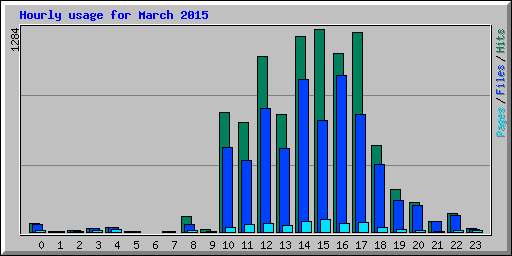 Hourly usage for March 2015
1284
Pages/Files/Hits
0 1 2 3 4 5 6 7 8 9 10 11 12 13 14 15 16 17 18 19 20 21 22 23